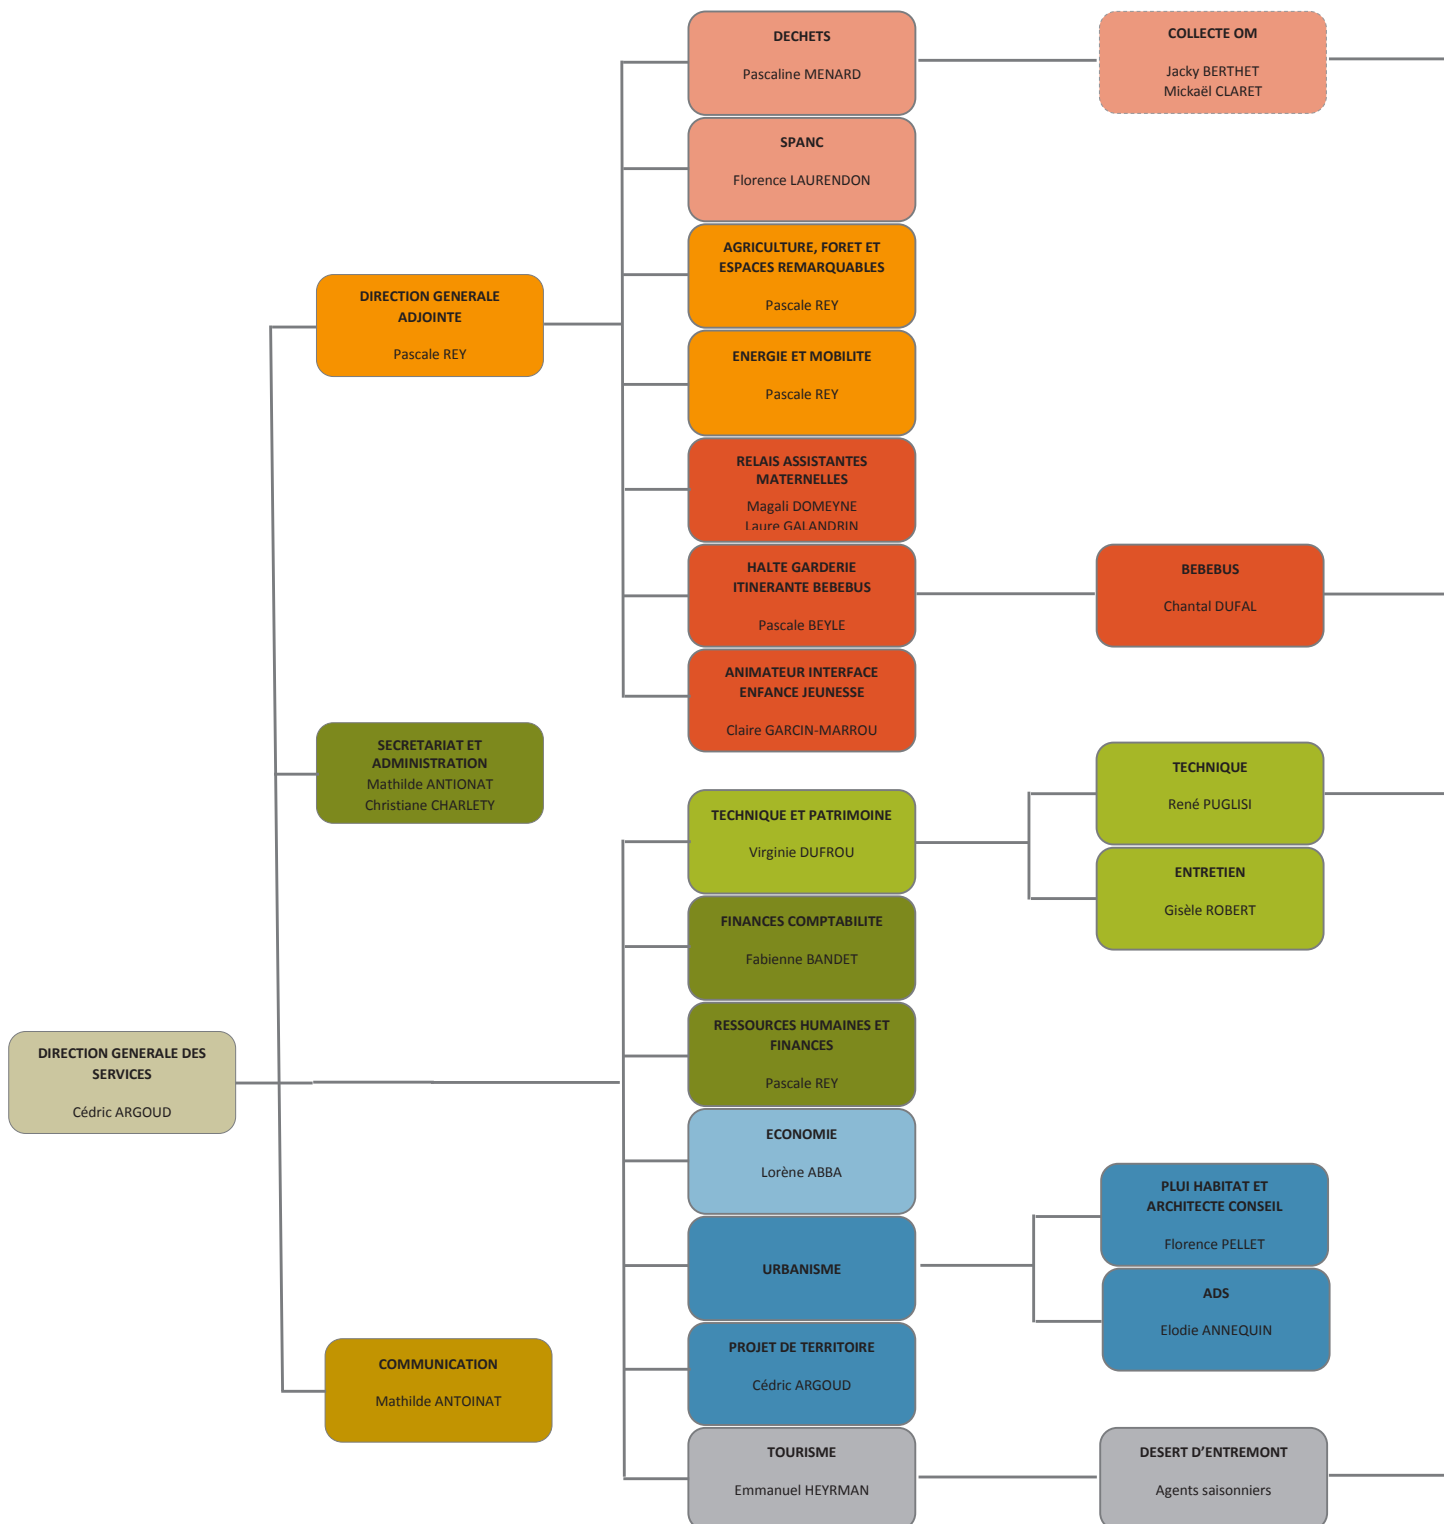 DECHETS
Pascaline MENARD
COLLECTE OM
Jacky BERTHET
Mickaël CLARET
SPANC
Florence LAURENDON
AGRICULTURE, FORET ET
ESPACES REMARQUABLES
Pascale REY
DIRECTION GENERALE
ADJOINTE
Pascale REY
ENERGIE ET MOBILITE
Pascale REY
RELAIS ASSISTANTES
MATERNELLES
Magali DOMEYNE
Laure GALANDRIN
HALTE GARDERIE
ITINERANTE BEBEBUS
Pascale BEYLE
BEBEBUS
Chantal DUFAL
ANIMATEUR INTERFACE
ENFANCE JEUNESSE
Claire GARCIN-MARROU
SECRETARIAT ET
ADMINISTRATION
Mathilde ANTIONAT
Christiane CHARLETY
TECHNIQUE ET PATRIMOINE
Virginie DUFROU
TECHNIQUE
René PUGLISI
ENTRETIEN
Gisèle ROBERT
FINANCES COMPTABILITE
Fabienne BANDET
RESSOURCES HUMAINES ET
FINANCES
Pascale REY
DIRECTION GENERALE DES
SERVICES
Cédric ARGOUD
ECONOMIE
Lorène ABBA
URBANISME
PLUI HABITAT ET
ARCHITECTE CONSEIL
Florence PELLET
ADS
Elodie ANNEQUIN
PROJET DE TERRITOIRE
Cédric ARGOUD
COMMUNICATION
Mathilde ANTOINAT
TOURISME
Emmanuel HEYRMAN
DESERT D’ENTREMONT
Agents saisonniers